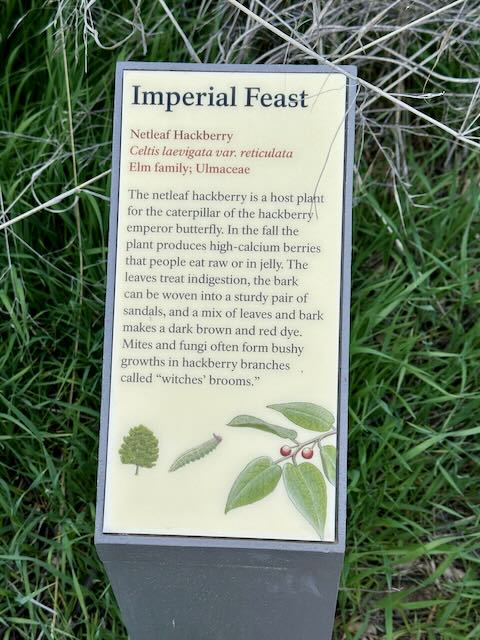 Imperial Feast
Netleaf Hackberry
Celtis laevigata var. reticulata
Elm family; Ulmaceae
The netleaf hackberry is a host plant
for the caterpillar of the hackberry
emperor butterfly. In the fall the
plant produces high-calcium berries
that people eat raw or in jelly. The
leaves treat indigestion, the bark
can be woven into a sturdy pair of
sandals, and a mix of leaves and bark
makes a dark brown and red dye.
Mites and fungi often form bushy
growths in hackberry branches
called “witches’ brooms.”